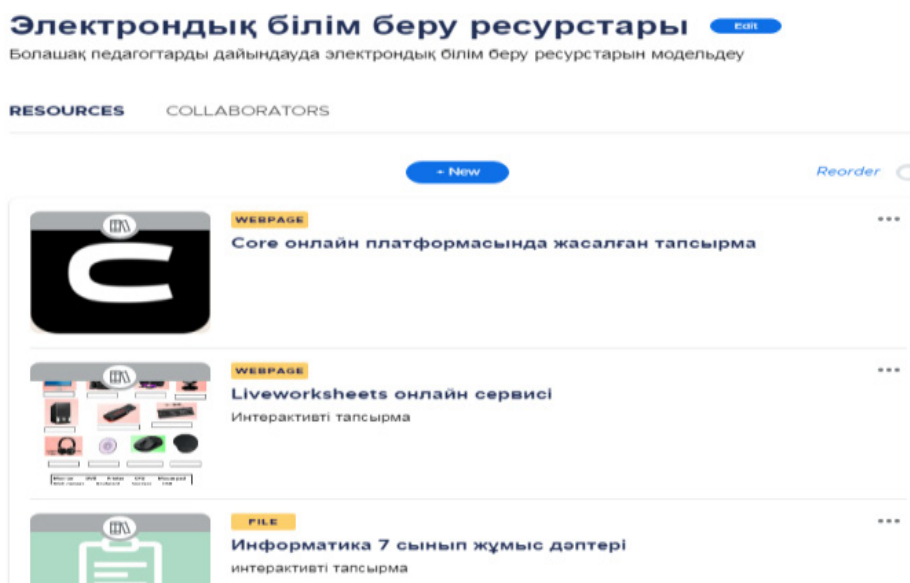 Электрондық білім беру ресурстары Edit
Болашақ педагогтарды дайындауда электрондық білім беру ресурстарын модельдеу
RESOURCES COLLABORATORS
+ New Reorder
WEBPAGE
Core онлайн платформасында жасалған тапсырма
WEBPAGE
Liveworksheets онлайн сервисі
Интерактивті тапсырма
FILE
Информатика 7 сынып жұмыс дәптері
интерактивті тапсырма